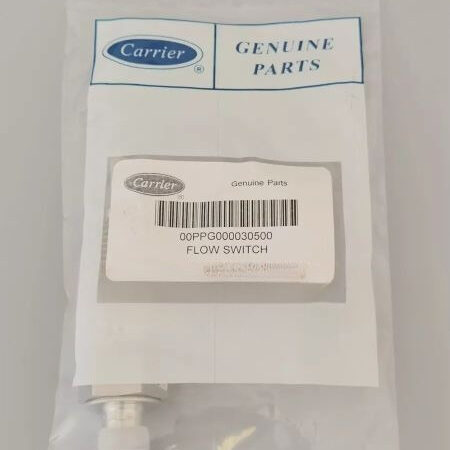 Carrier
®
GENUINE
PARTS
Carrier
®
Genuine Parts
00PPG000030500
FLOW SWITCH